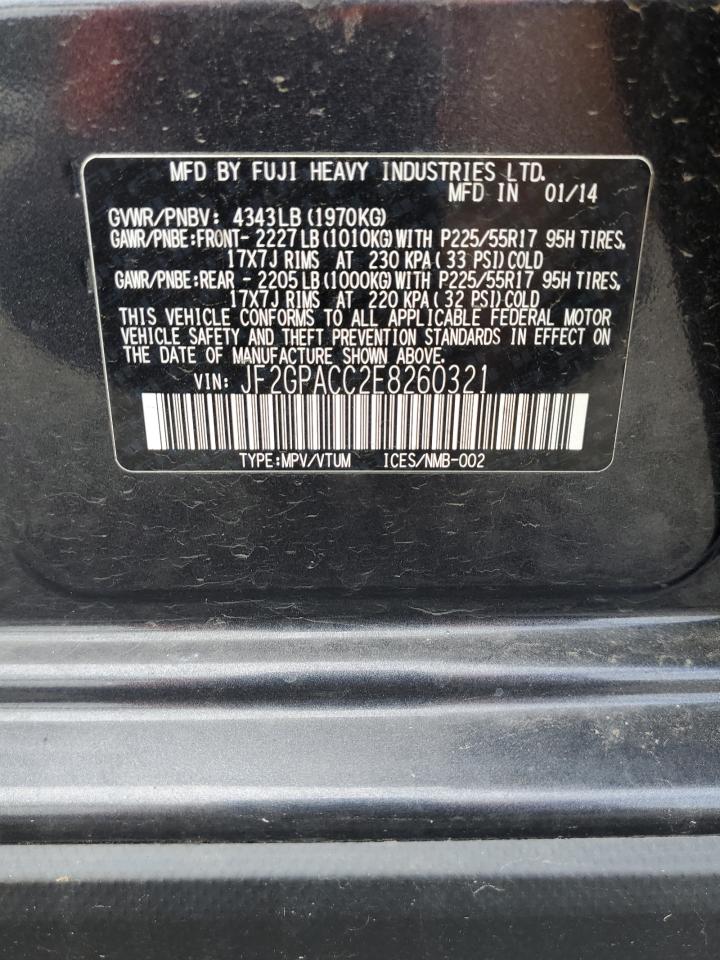 MFD BY FUJI HEAVY INDUSTRIES LTD.
MFD IN 01/14
GVWR/PNBV: 4343LB(1970KG)
GAWR/PNBE:FRONT- 2227LB(1010KG)WITH P225/55R17 95H TIRES,
17X7J RIMS AT 230 KPA( 33 PSI)COLD
GAWR/PNBE:REAR - 2205LB(1000KG)WITH P225/55R17 95H TIRES,
17X7J RIMS AT 220 KPA( 32 PSI)COLD
THIS VEHICLE CONFORMS TO ALL APPLICABLE FEDERAL MOTOR
VEHICLE SAFETY AND THEFT PREVENTION STANDARDS IN EFFECT ON
THE DATE OF MANUFACTURE SHOWN ABOVE.
VIN: JF2GPACC2E8260321
TYPE:MPV/VTUM ICES/NMB-002